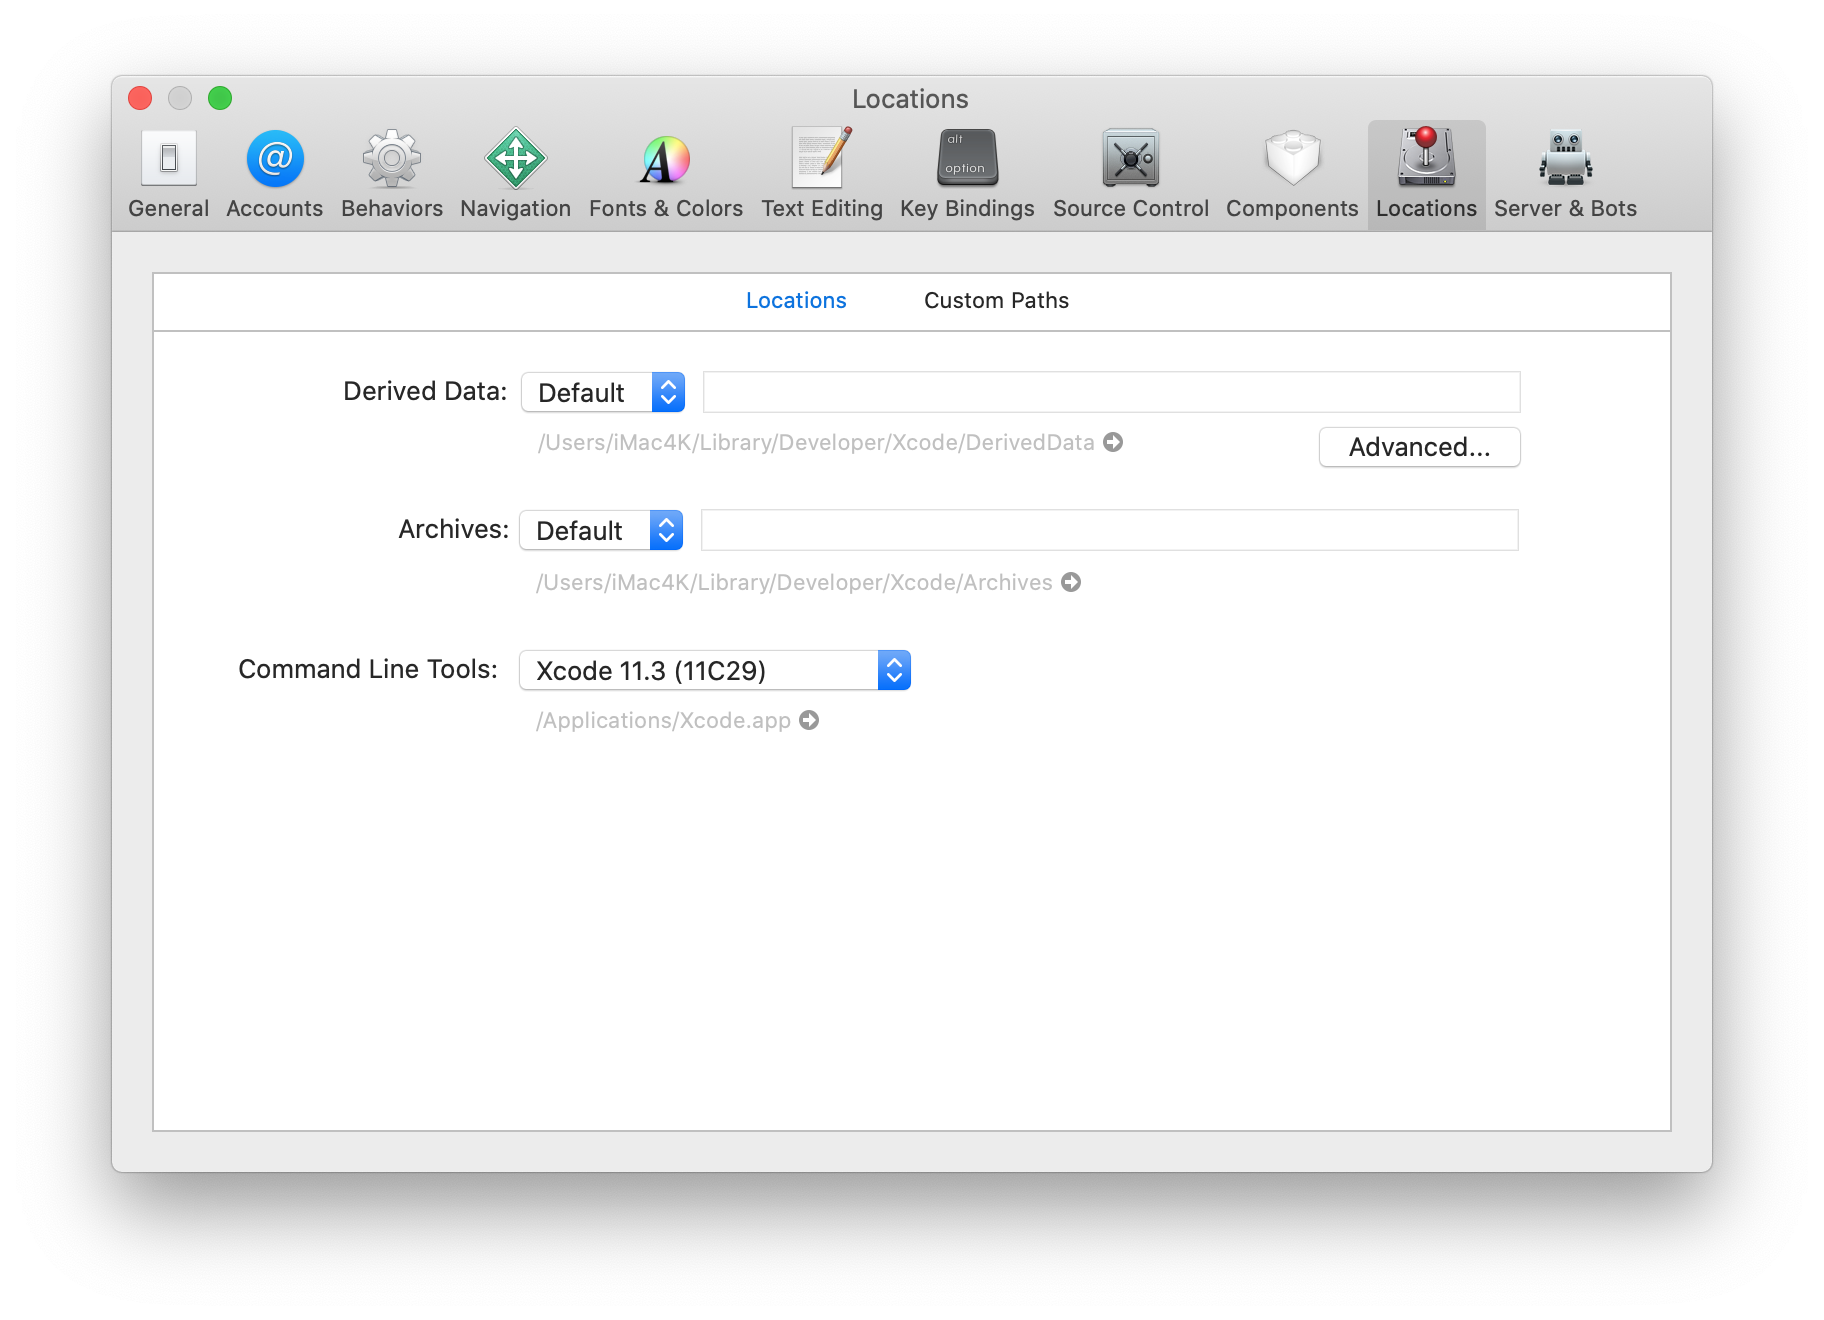 Locations
alt
option
General Accounts Behaviors Navigation Fonts & Colors Text Editing Key Bindings Source Control Components Locations Server & Bots
Locations Custom Paths
Derived Data: Default
/Users/iMac4K/Library/Developer/Xcode/DerivedData
Advanced...
Archives: Default
/Users/iMac4K/Library/Developer/Xcode/Archives
Command Line Tools: Xcode 11.3 (11C29)
/Applications/Xcode.app